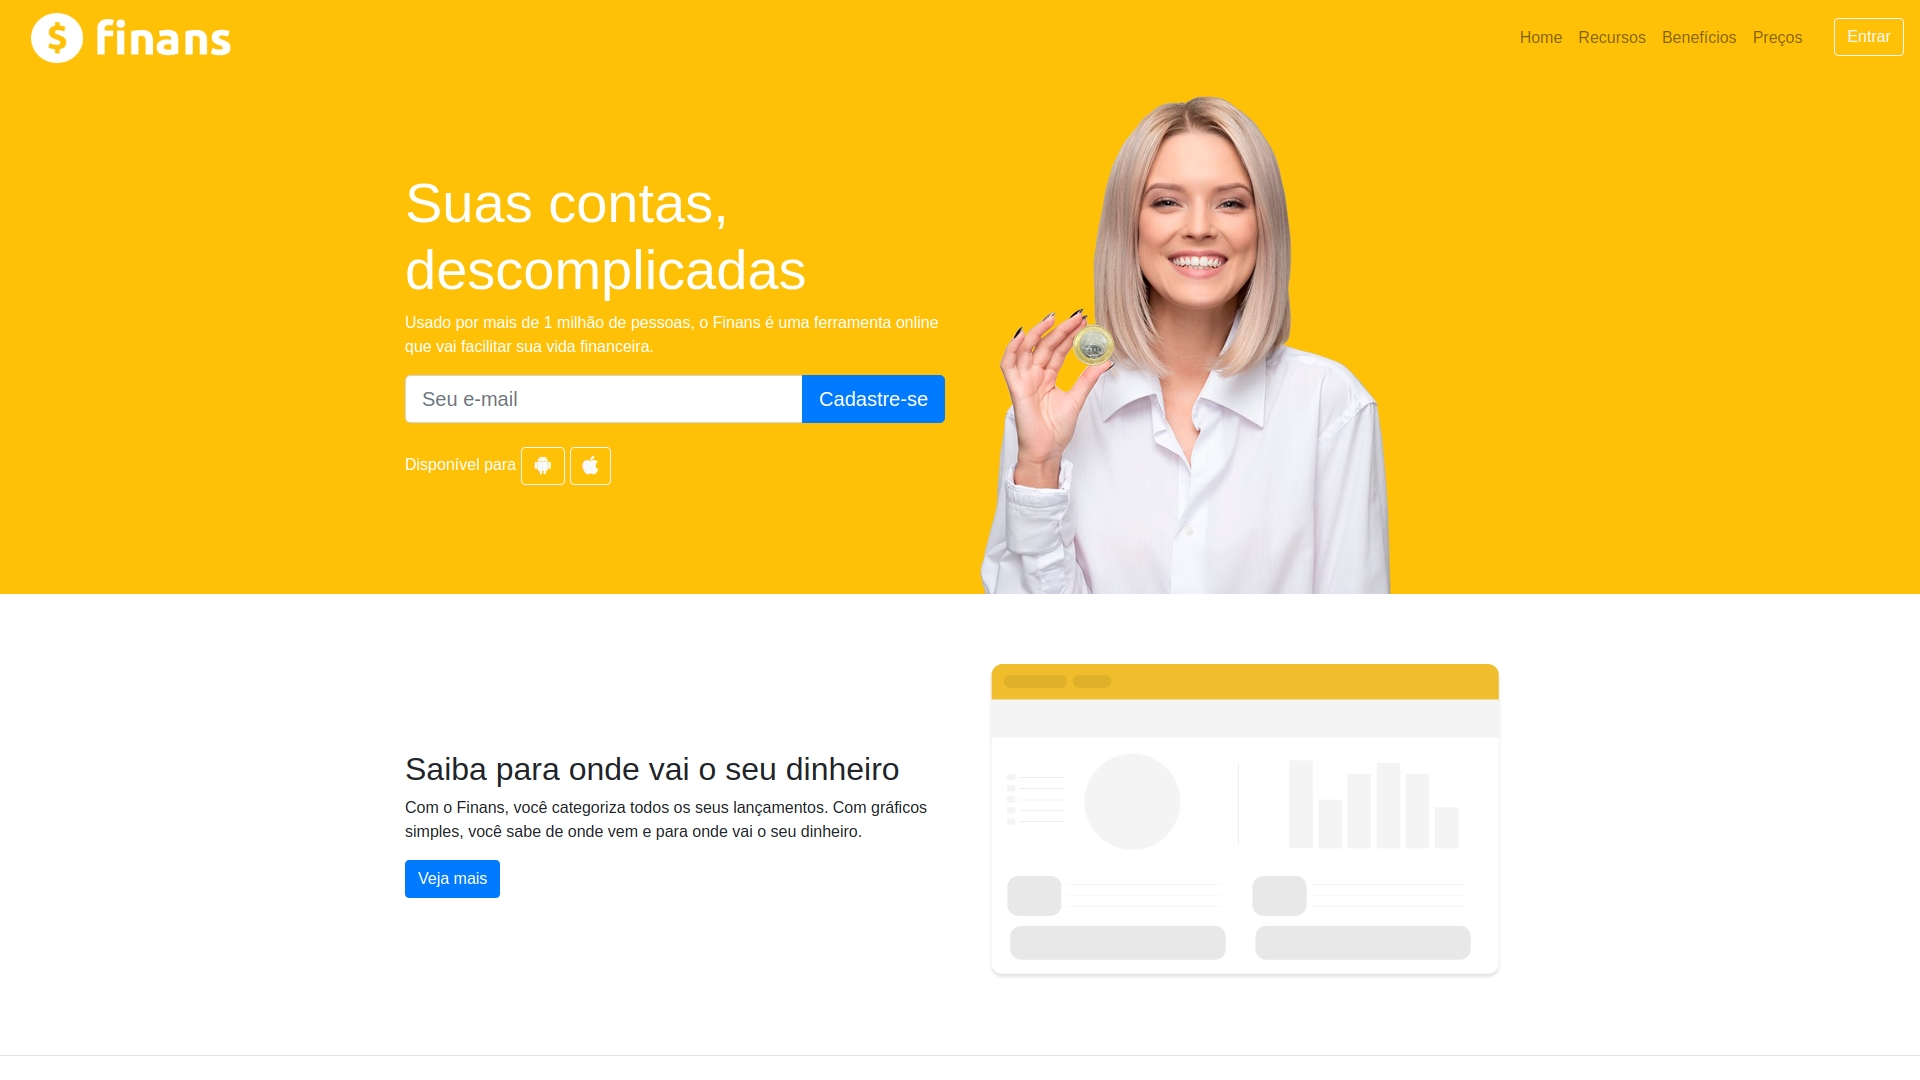 finans
Home
Recursos
Benefícios
Preços
Entrar
Suas contas,
descomplicadas
Usado por mais de 1 milhão de pessoas, o Finans é uma ferramenta online
que vai facilitar sua vida financeira.
Seu e-mail
Cadastre-se
Disponível para
Saiba para onde vai o seu dinheiro
Com o Finans, você categoriza todos os seus lançamentos. Com gráficos
simples, você sabe de onde vem e para onde vai o seu dinheiro.
Veja mais